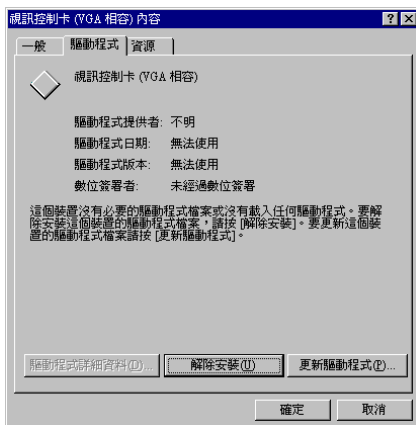 視訊控制卡 (VGA 相容) 內容
一般 驅動程式 資源
視訊控制卡 (VGA 相容)
驅動程式提供者: 不明
驅動程式日期: 無法使用
驅動程式版本: 無法使用
數位簽署者: 未經過數位簽署
這個裝置沒有必要的驅動程式檔案或沒有載入任何驅動程式。要解
除安裝這個裝置的驅動程式檔案，請按 [解除安裝]。要更新這個裝
置的驅動程式檔案請按 [更新驅動程式]。
驅動程式詳細資料(D)... 解除安裝(U) 更新驅動程式(P)...
確定 取消